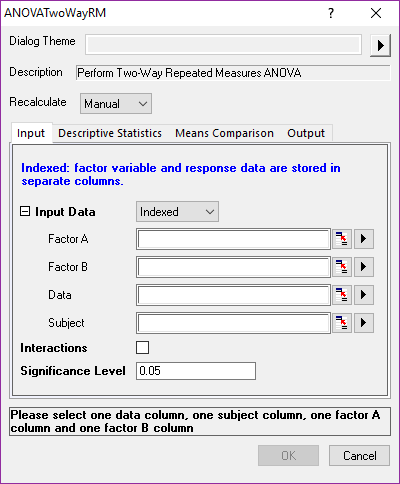 ANOVATwoWayRM
Dialog Theme
Description Perform Two-Way Repeated Measures ANOVA
Recalculate Manual
Input Descriptive Statistics Means Comparison Output
Indexed: factor variable and response data are stored in
separate columns.
Input Data Indexed
Factor A
Factor B
Data
Subject
Interactions
Significance Level 0.05
Please select one data column, one subject column, one factor A
column and one factor B column
OK Cancel